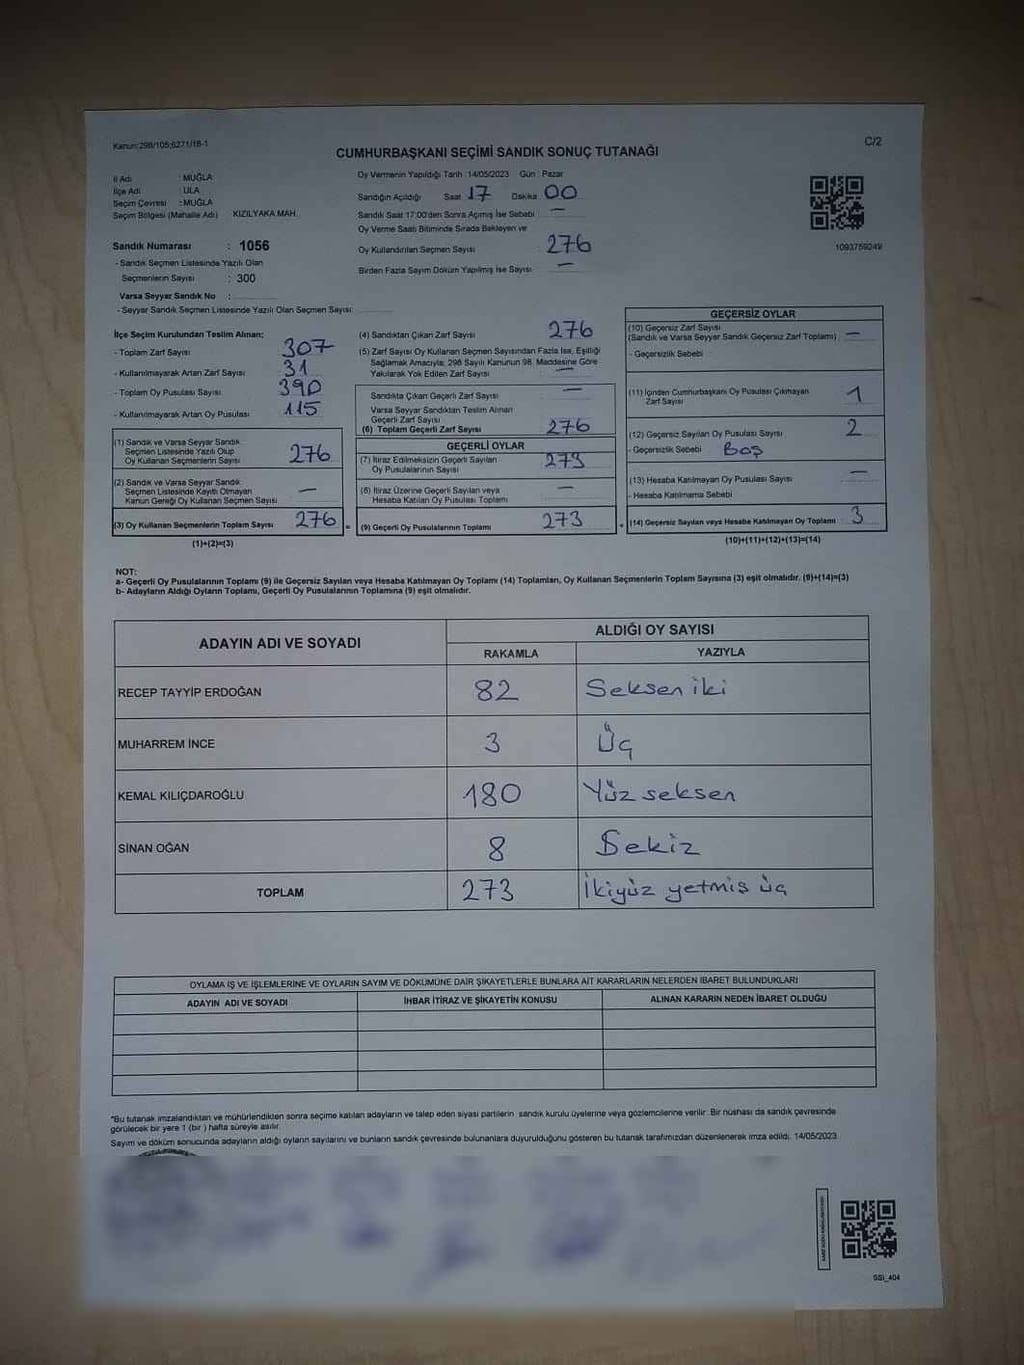 Kanun:298/105;6271/18-1
C/2
CUMHURBAŞKANI SEÇİMİ SANDIK SONUÇ TUTANAĞI
İl Adı : MUĞLA
İlçe Adı : ULA
Seçim Çevresi : MUĞLA
Seçim Bölgesi (Mahalle Adı) KIZILYAKA MAH.
Sandık Numarası : 1056
- Sandık Seçmen Listesinde Yazılı Olan
Seçmenlerin Sayısı : 300
Varsa Seyyar Sandık No :
- Seyyar Sandık Seçmen Listesinde Yazılı Olan Seçmen Sayısı:
Oy Vermenin Yapıldığı Tarih :14/05/2023 Gün : Pazar
Sandığın Açıldığı Saat 17 Dakika 00
Sandık Saat 17:00'den Sonra Açımış İse Sebebi : —
Oy Verme Saati Bitiminde Sırada Bekleyen ve
Oy Kullandırılan Seçmen Sayısı : 276
Birden Fazla Sayım Döküm Yapılmış İse Sayısı : —
1093759249
İlçe Seçim Kurulundan Teslim Alınan;
- Toplam Zarf Sayısı : 307
- Kullanılmayarak Artan Zarf Sayısı : 31
- Toplam Oy Pusulası Sayısı : 390
- Kullanılmayarak Artan Oy Pusulası : 115
(1) Sandık ve Varsa Seyyar Sandık
Seçmen Listesinde Yazılı Olup
Oy Kullanan Seçmenlerin Sayısı 276
(2) Sandık ve Varsa Seyyar Sandık
Seçmen Listesinde Kayıtlı Olmayan
Kanun Gereği Oy Kullanan Seçmen Sayısı —
(3) Oy Kullanan Seçmenlerin Toplam Sayısı 276 =
(1)+(2)=(3)
(4) Sandıktan Çıkan Zarf Sayısı : 276
(5) Zarf Sayısı Oy Kullanan Seçmen Sayısından Fazla İse, Eşitliği
Sağlamak Amacıyla; 298 Sayılı Kanunun 98. Maddesine Göre
Yakılarak Yok Edilen Zarf Sayısı : —
Sandıkta Çıkan Geçerli Zarf Sayısı : —
Varsa Seyyar Sandıktan Teslim Alınan
Geçerli Zarf Sayısı
(6) Toplam Geçerli Zarf Sayısı : 276
GEÇERLİ OYLAR
(7) İtiraz Edilmeksizin Geçerli Sayılan
Oy Pusulalarının Sayısı 273
(8) İtiraz Üzerine Geçerli Sayılan veya
Hesaba Katılan Oy Pusulası Toplamı —
(9) Geçerli Oy Pusulalarının Toplamı 273 +
GEÇERSİZ OYLAR
(10) Geçersiz Zarf Sayısı
(Sandık ve Varsa Seyyar Sandık Geçersiz Zarf Toplamı) —
- Geçersizlik Sebebi
(11) İçinden Cumhurbaşkanı Oy Pusulası Çıkmayan
Zarf Sayısı 1
(12) Geçersiz Sayılan Oy Pusulası Sayısı 2
- Geçersizlik Sebebi Boş
(13) Hesaba Katılmayan Oy Pusulası Sayısı —
- Hesaba Katılmama Sebebi
(14) Geçersiz Sayılan veya Hesaba Katılmayan Oy Toplamı 3
(10)+(11)+(12)+(13)=(14)
NOT:
a- Geçerli Oy Pusulalarının Toplamı (9) ile Geçersiz Sayılan veya Hesaba Katılmayan Oy Toplamı (14) Toplamları, Oy Kullanan Seçmenlerin Toplam Sayısına (3) eşit olmalıdır. (9)+(14)=(3)
b- Adayların Aldığı Oyların Toplamı, Geçerli Oy Pusulalarının Toplamına (9) eşit olmalıdır.
ADAYIN ADI VE SOYADI
ALDIĞI OY SAYISI
RAKAMLA YAZIYLA
RECEP TAYYİP ERDOĞAN 82 Seksen iki
MUHARREM İNCE 3 Üç
KEMAL KILIÇDAROĞLU 180 Yüz seksen
SİNAN OĞAN 8 Sekiz
TOPLAM 273 İkiyüz yetmiş üç
OYLAMA İŞ VE İŞLEMLERİNE VE OYLARIN SAYIM VE DÖKÜMÜNE DAİR ŞİKAYETLERLE BUNLARA AİT KARARLARIN NELERDEN İBARET BULUNDUKLARI
ADAYIN ADI VE SOYADI İHBAR İTİRAZ VE ŞİKAYETİN KONUSU ALINAN KARARIN NEDEN İBARET OLDUĞU
*Bu tutanak imzalandıktan ve mühürlendikten sonra seçime katılan adayların ve talep eden siyasi partilerin sandık kurulu üyelerine veya gözlemcilerine verilir. Bir nüshası da sandık çevresinde
görülecek bir yere 1 (bir) hafta süreyle asılır.
Sayım ve döküm sonucunda adayların aldığı oyların sayılarını ve bunların sandık çevresinde bulunanlara duyurulduğunu gösteren bu tutanak tarafımızdan düzenlenerek imza edildi. 14/05/2023
SSI_404